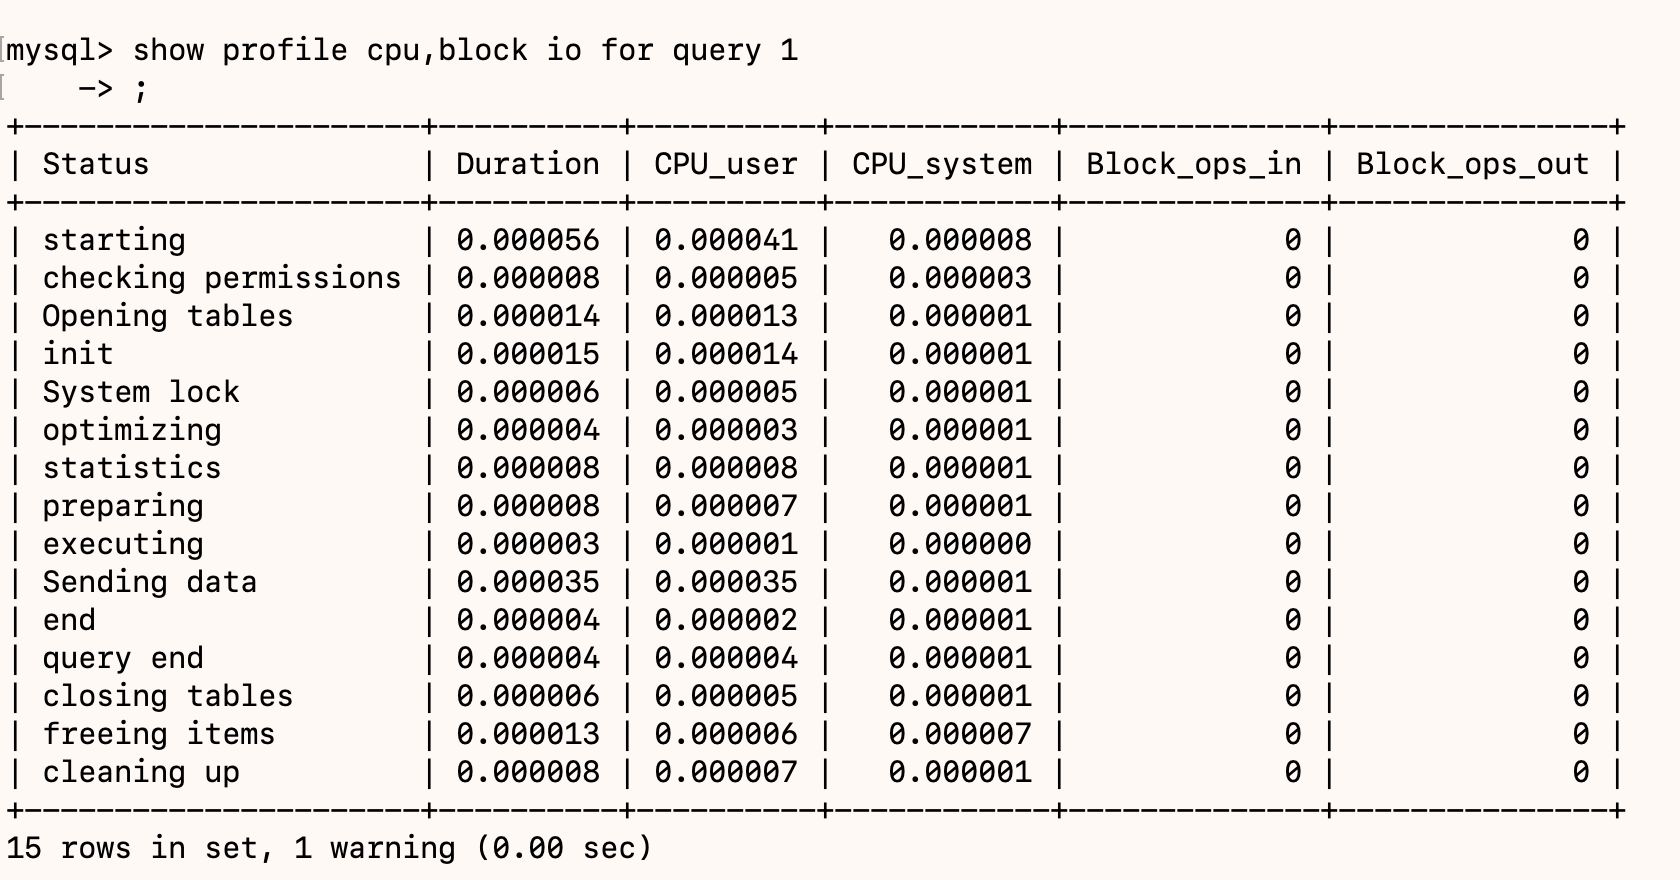 mysql> show profile cpu,block io for query 1
    -> ;
+----------------------+----------+----------+------------+--------------+---------------+
| Status               | Duration | CPU_user | CPU_system | Block_ops_in | Block_ops_out |
+----------------------+----------+----------+------------+--------------+---------------+
| starting             | 0.000056 | 0.000041 |   0.000008 |            0 |             0 |
| checking permissions | 0.000008 | 0.000005 |   0.000003 |            0 |             0 |
| Opening tables       | 0.000014 | 0.000013 |   0.000001 |            0 |             0 |
| init                 | 0.000015 | 0.000014 |   0.000001 |            0 |             0 |
| System lock          | 0.000006 | 0.000005 |   0.000001 |            0 |             0 |
| optimizing           | 0.000004 | 0.000003 |   0.000001 |            0 |             0 |
| statistics           | 0.000008 | 0.000008 |   0.000001 |            0 |             0 |
| preparing            | 0.000008 | 0.000007 |   0.000001 |            0 |             0 |
| executing            | 0.000003 | 0.000001 |   0.000000 |            0 |             0 |
| Sending data         | 0.000035 | 0.000035 |   0.000001 |            0 |             0 |
| end                  | 0.000004 | 0.000002 |   0.000001 |            0 |             0 |
| query end            | 0.000004 | 0.000004 |   0.000001 |            0 |             0 |
| closing tables       | 0.000006 | 0.000005 |   0.000001 |            0 |             0 |
| freeing items        | 0.000013 | 0.000006 |   0.000007 |            0 |             0 |
| cleaning up          | 0.000008 | 0.000007 |   0.000001 |            0 |             0 |
+----------------------+----------+----------+------------+--------------+---------------+
15 rows in set, 1 warning (0.00 sec)